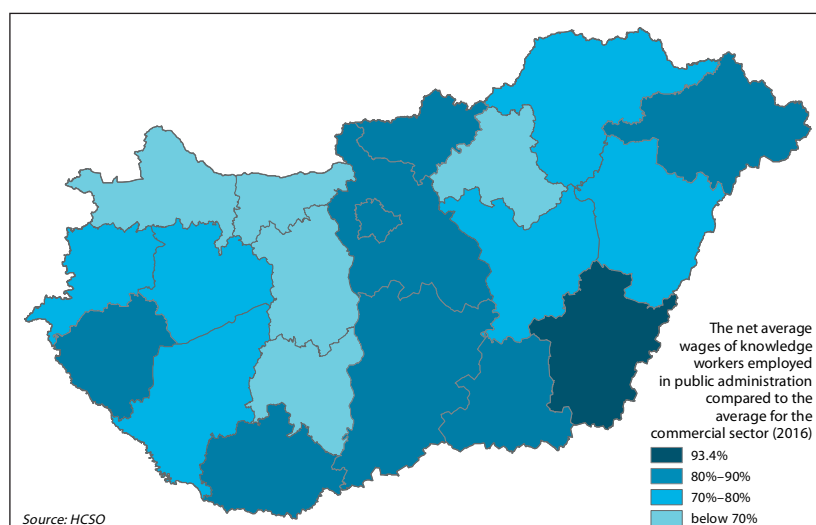 The net average
wages of knowledge
workers employed
in public administration
compared to the
average for the
commercial sector (2016)
93.4%
80%–90%
70%–80%
below 70%
Source: HCSO